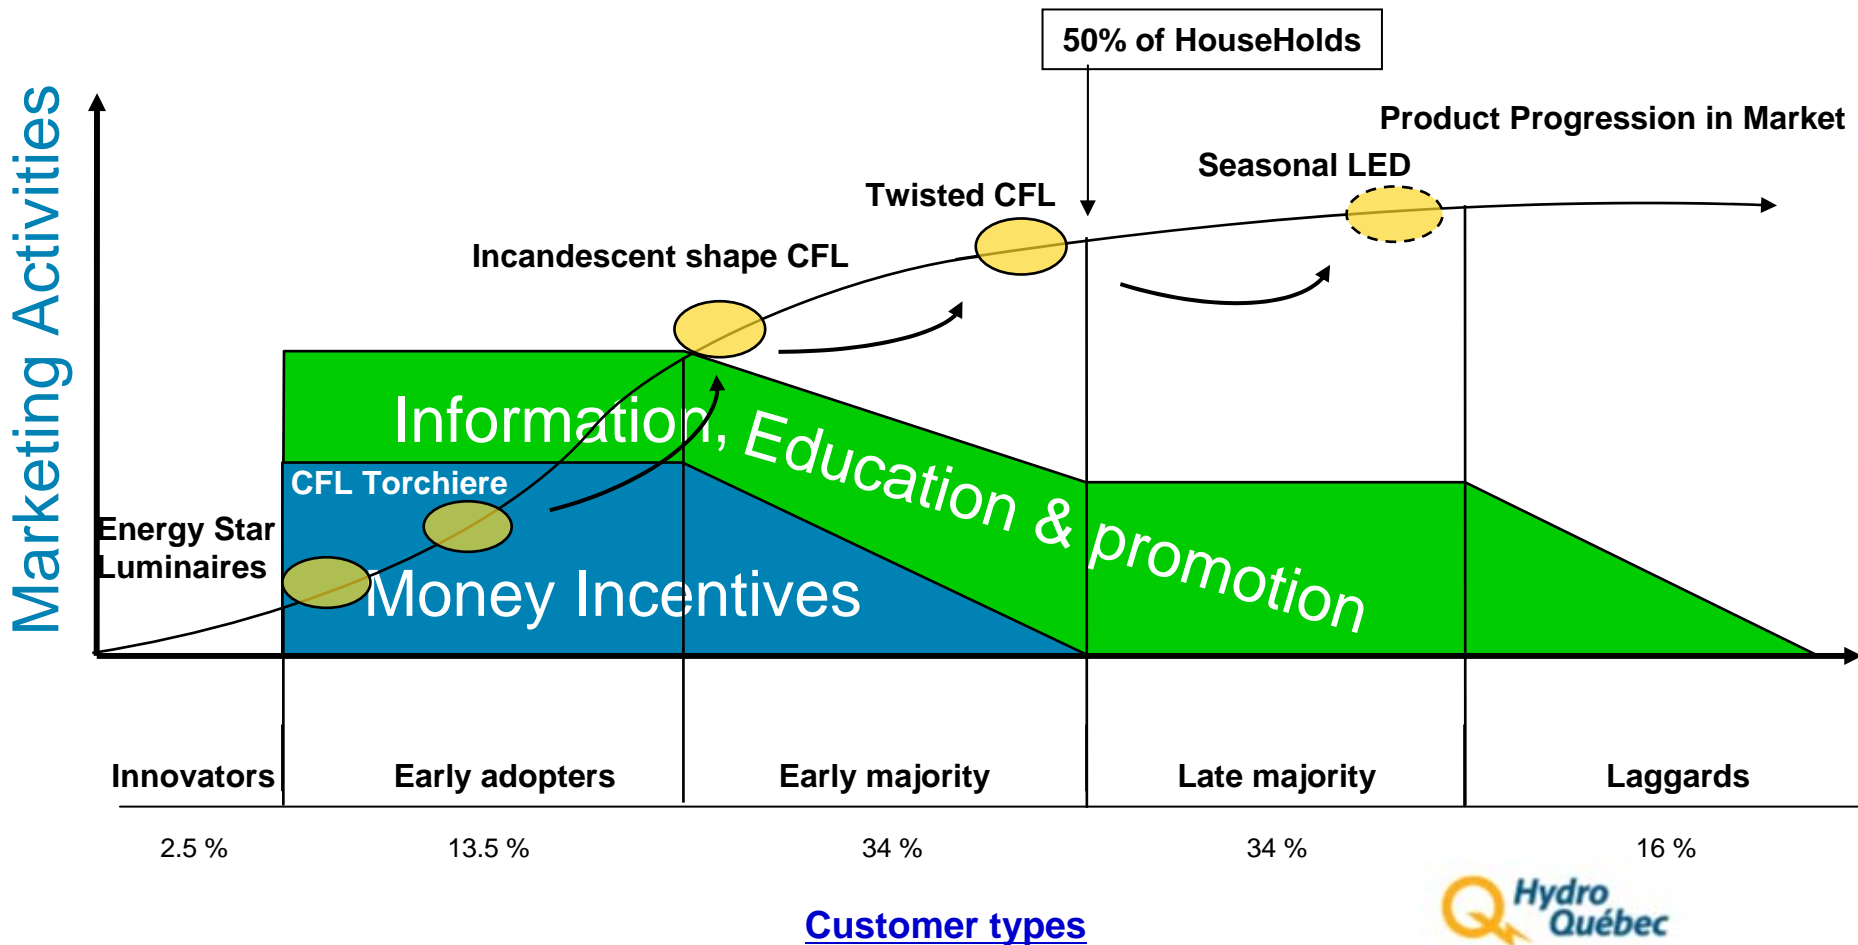 50% of HouseHolds
Product Progression in Market
Seasonal LED
Twisted CFL
Incandescent shape CFL
Marketing Activities
Information, Education & promotion
CFL Torchiere
Energy Star
Luminaires
Money Incentives
Innovators Early adopters Early majority Late majority Laggards
2.5 % 13.5 % 34 % 34 % 16 %
Customer types
Hydro
Québec